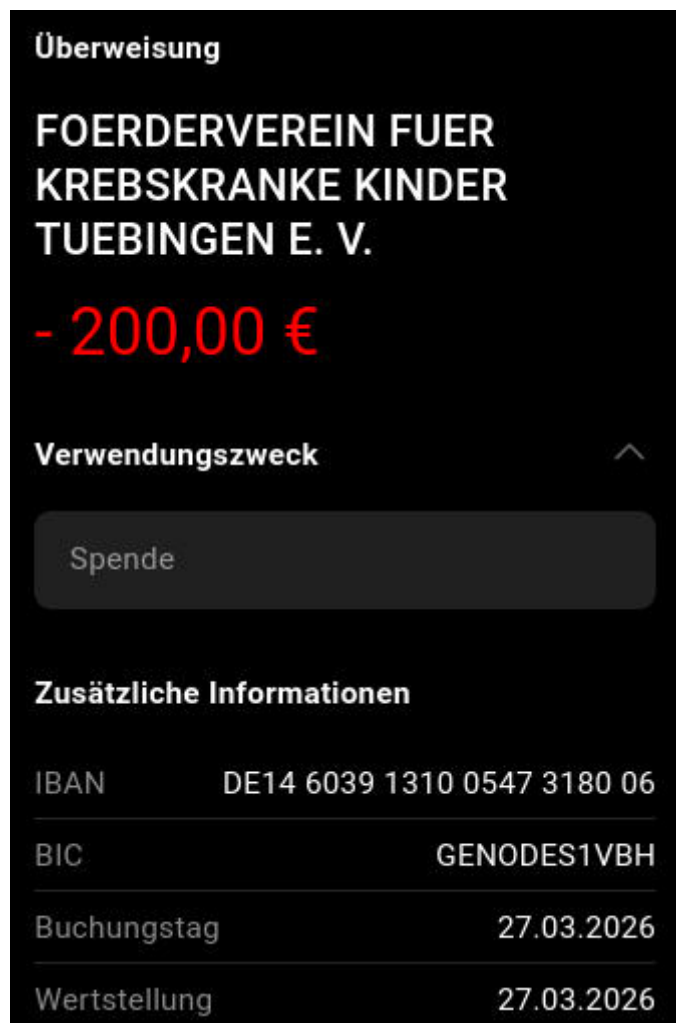 Überweisung
FOERDERVEREIN FUER
KREBSKRANKE KINDER
TUEBINGEN E. V.
- 200,00 €
Verwendungszweck
Spende
Zusätzliche Informationen
IBAN DE14 6039 1310 0547 3180 06
BIC GENODES1VBH
Buchungstag 27.03.2026
Wertstellung 27.03.2026